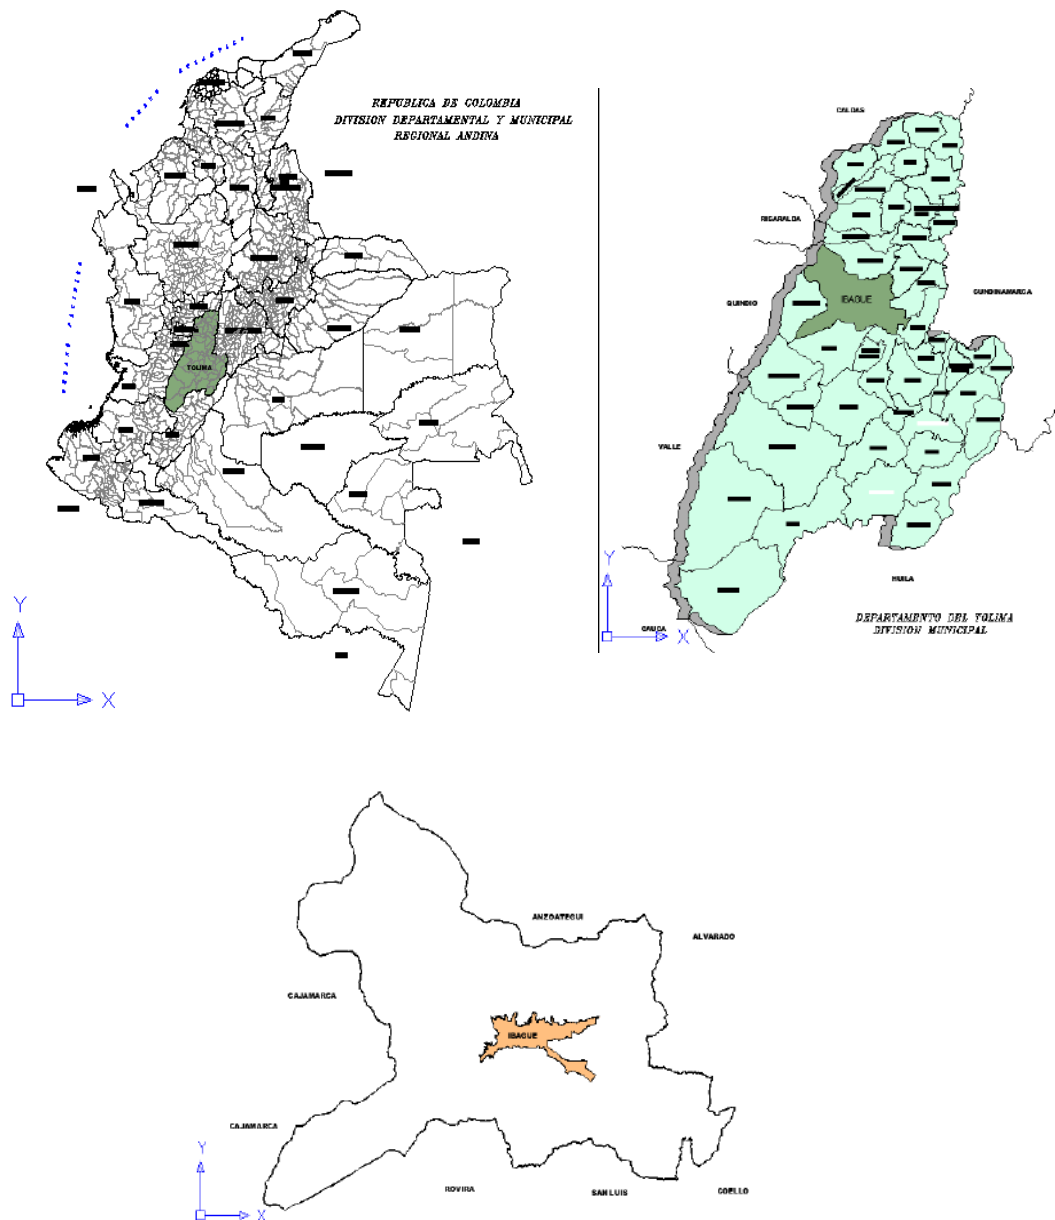 REPUBLICA DE COLOMBIA
DIVISION DEPARTAMENTAL Y MUNICIPAL
REGIONAL ANDINA
TOLIMA
Y
X
CALDAS
RISARALDA
QUINDIO
IBAGUE
CUNDINAMARCA
VALLE
HUILA
CAUCA
Y
X
DEPARTAMENTO DEL TOLIMA
DIVISION MUNICIPAL
ANZOATEGUI
ALVARADO
CAJAMARCA
IBAGUE
CAJAMARCA
ROVIRA
SAN LUIS
COELLO
Y
X